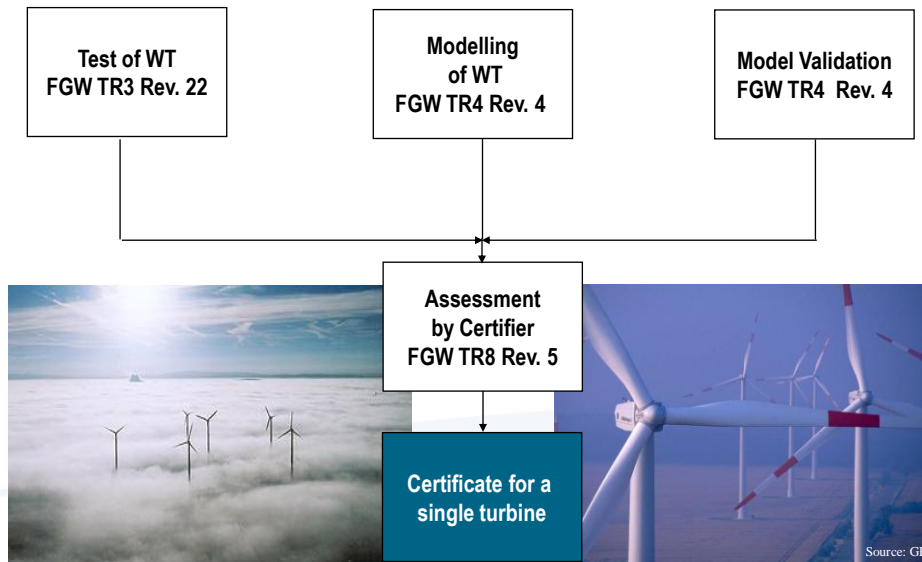 Test of WT
FGW TR3 Rev. 22
Modelling
of WT
FGW TR4 Rev. 4
Model Validation
FGW TR4 Rev. 4
Assessment
by Certifier
FGW TR8 Rev. 5
Certificate for a
single turbine
Source: